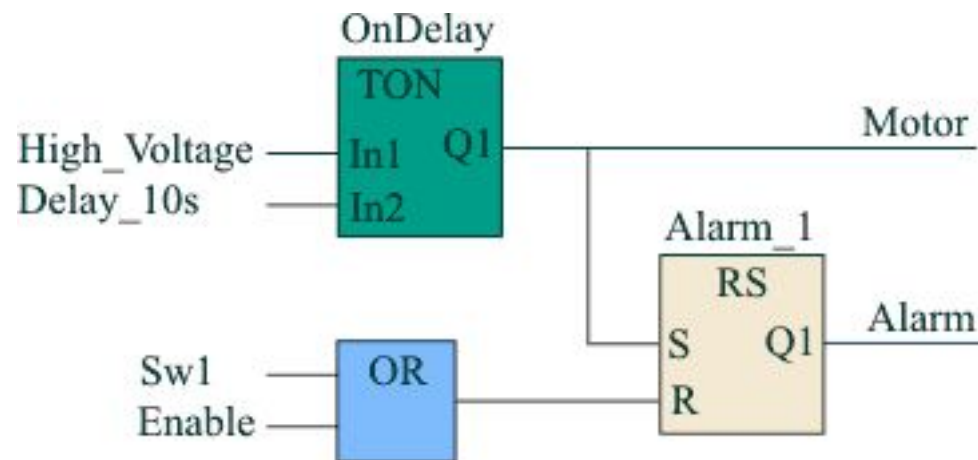 OnDelay
TON
High_Voltage
In1
Q1
Motor
Delay_10s
In2
Alarm_1
RS
S
Q1
Alarm
R
Sw1
OR
Enable